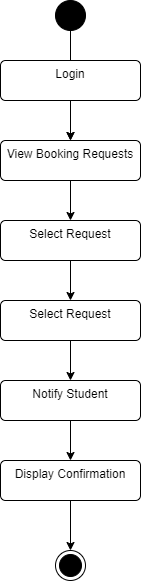 Login
View Booking Requests
Select Request
Select Request
Notify Student
Display Confirmation